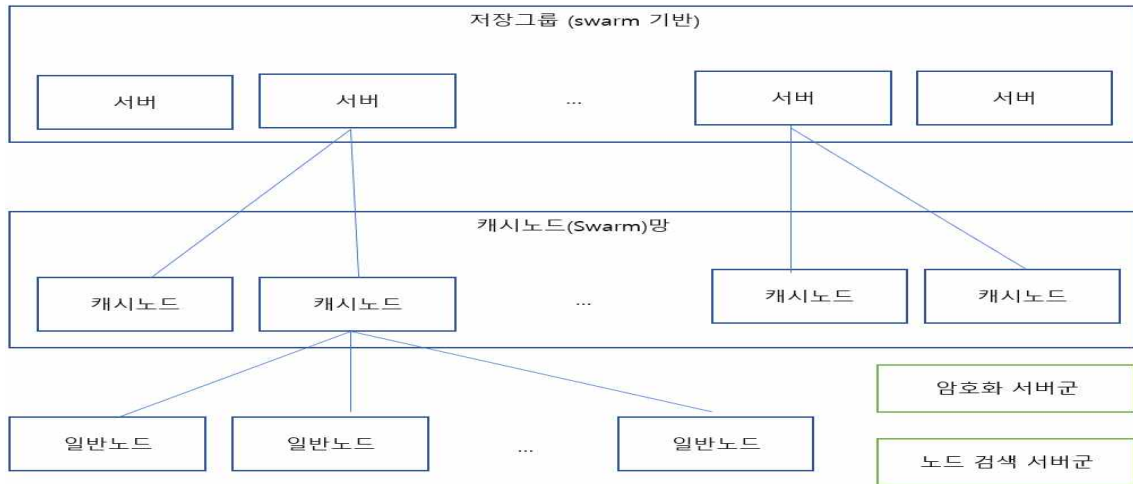 저장그룹 (swarm 기반)
서버
서버
...
서버
서버
캐시노드(Swarm)망
캐시노드
캐시노드
...
캐시노드
캐시노드
암호화 서버군
일반노드
일반노드
...
일반노드
노드 검색 서버군